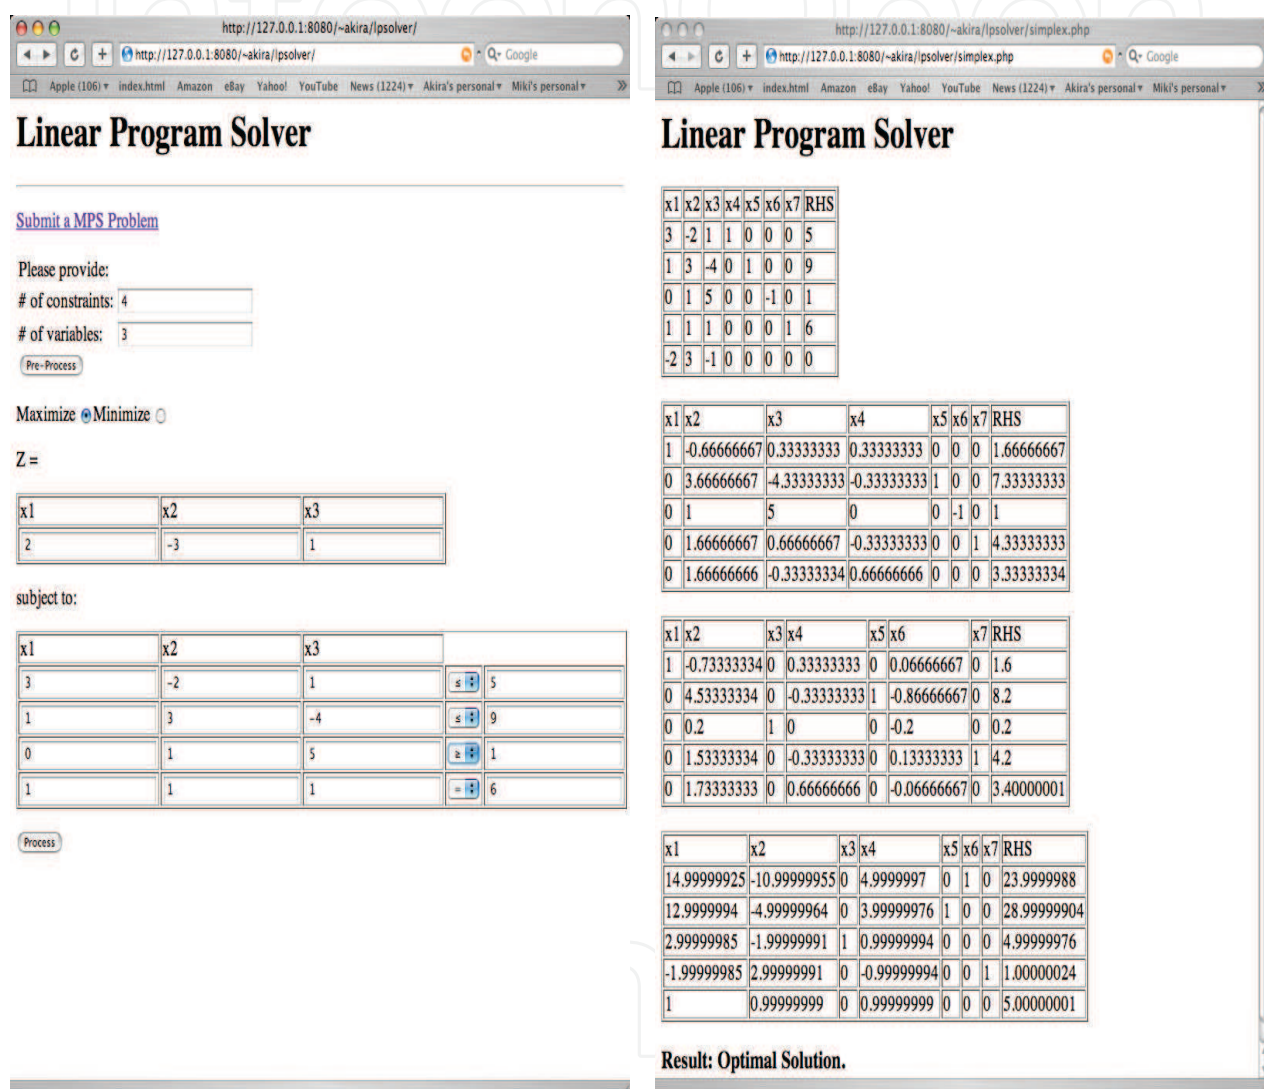 http://127.0.0.1:8080/~akira/lpsolver/
http://127.0.0.1:8080/~akira/lpsolver/
Google
Apple (106) index.html Amazon eBay Yahoo! YouTube News (1224) Akira's personal Miki's personal
Linear Program Solver
Submit a MPS Problem
Please provide:
# of constraints: 4
# of variables: 3
Pre-Process
Maximize Minimize
Z =
x1 x2 x3
2 -3 1
subject to:
x1 x2 x3
3 -2 1 ≤ 5
1 3 -4 ≤ 9
0 1 5 ≥ 1
1 1 1 = 6
Process
http://127.0.0.1:8080/~akira/lpsolver/simplex.php
http://127.0.0.1:8080/~akira/lpsolver/simplex.php
Google
Apple (106) index.html Amazon eBay Yahoo! YouTube News (1224) Akira's personal Miki's personal
Linear Program Solver
x1 x2 x3 x4 x5 x6 x7 RHS
3 -2 1 1 0 0 0 5
1 3 -4 0 1 0 0 9
0 1 5 0 0 -1 0 1
1 1 1 0 0 0 1 6
-2 3 -1 0 0 0 0 0
x1 x2 x3 x4 x5 x6 x7 RHS
1 -0.66666667 0.33333333 0.33333333 0 0 0 1.66666667
0 3.66666667 -4.33333333 -0.33333333 1 0 0 7.33333333
0 1 5 0 0 -1 0 1
0 1.66666667 0.66666667 -0.33333333 0 0 1 4.33333333
0 1.66666666 -0.33333334 0.66666666 0 0 0 3.33333334
x1 x2 x3 x4 x5 x6 x7 RHS
1 -0.73333334 0 0.33333333 0 0.06666667 0 1.6
0 4.53333334 0 -0.33333333 1 -0.86666667 0 8.2
0 0.2 1 0 0 -0.2 0 0.2
0 1.53333334 0 -0.33333333 0 0.13333333 1 4.2
0 1.73333333 0 0.66666666 0 -0.06666667 0 3.40000001
x1 x2 x3 x4 x5 x6 x7 RHS
14.99999925 -10.99999955 0 4.9999997 0 1 0 23.9999988
12.9999994 -4.99999964 0 3.99999976 1 0 0 28.99999904
2.99999985 -1.99999991 1 0.99999994 0 0 0 4.99999976
-1.99999985 2.99999991 0 -0.99999994 0 0 1 1.00000024
1 0.99999999 0 0.99999999 0 0 0 5.00000001
Result: Optimal Solution.